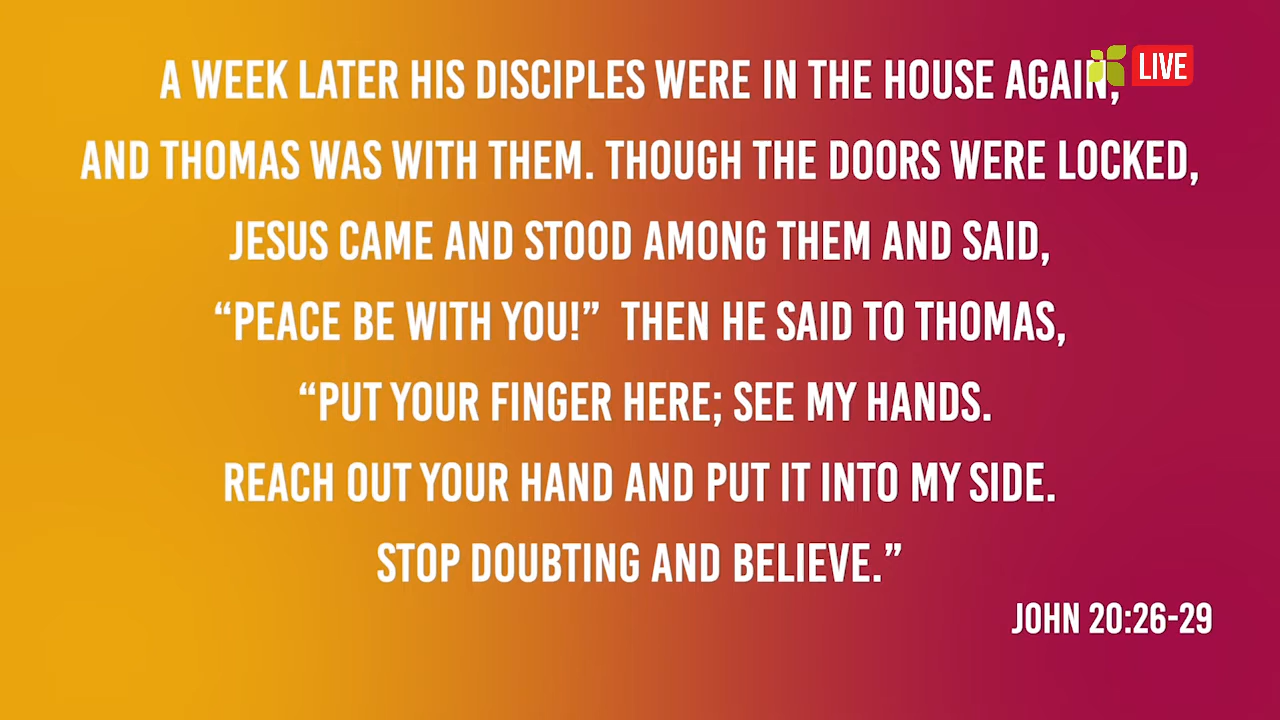 A WEEK LATER HIS DISCIPLES WERE IN THE HOUSE AGAIN,
LIVE
AND THOMAS WAS WITH THEM. THOUGH THE DOORS WERE LOCKED,
JESUS CAME AND STOOD AMONG THEM AND SAID,
“PEACE BE WITH YOU!” THEN HE SAID TO THOMAS,
“PUT YOUR FINGER HERE; SEE MY HANDS.
REACH OUT YOUR HAND AND PUT IT INTO MY SIDE.
STOP DOUBTING AND BELIEVE.”
JOHN 20:26-29